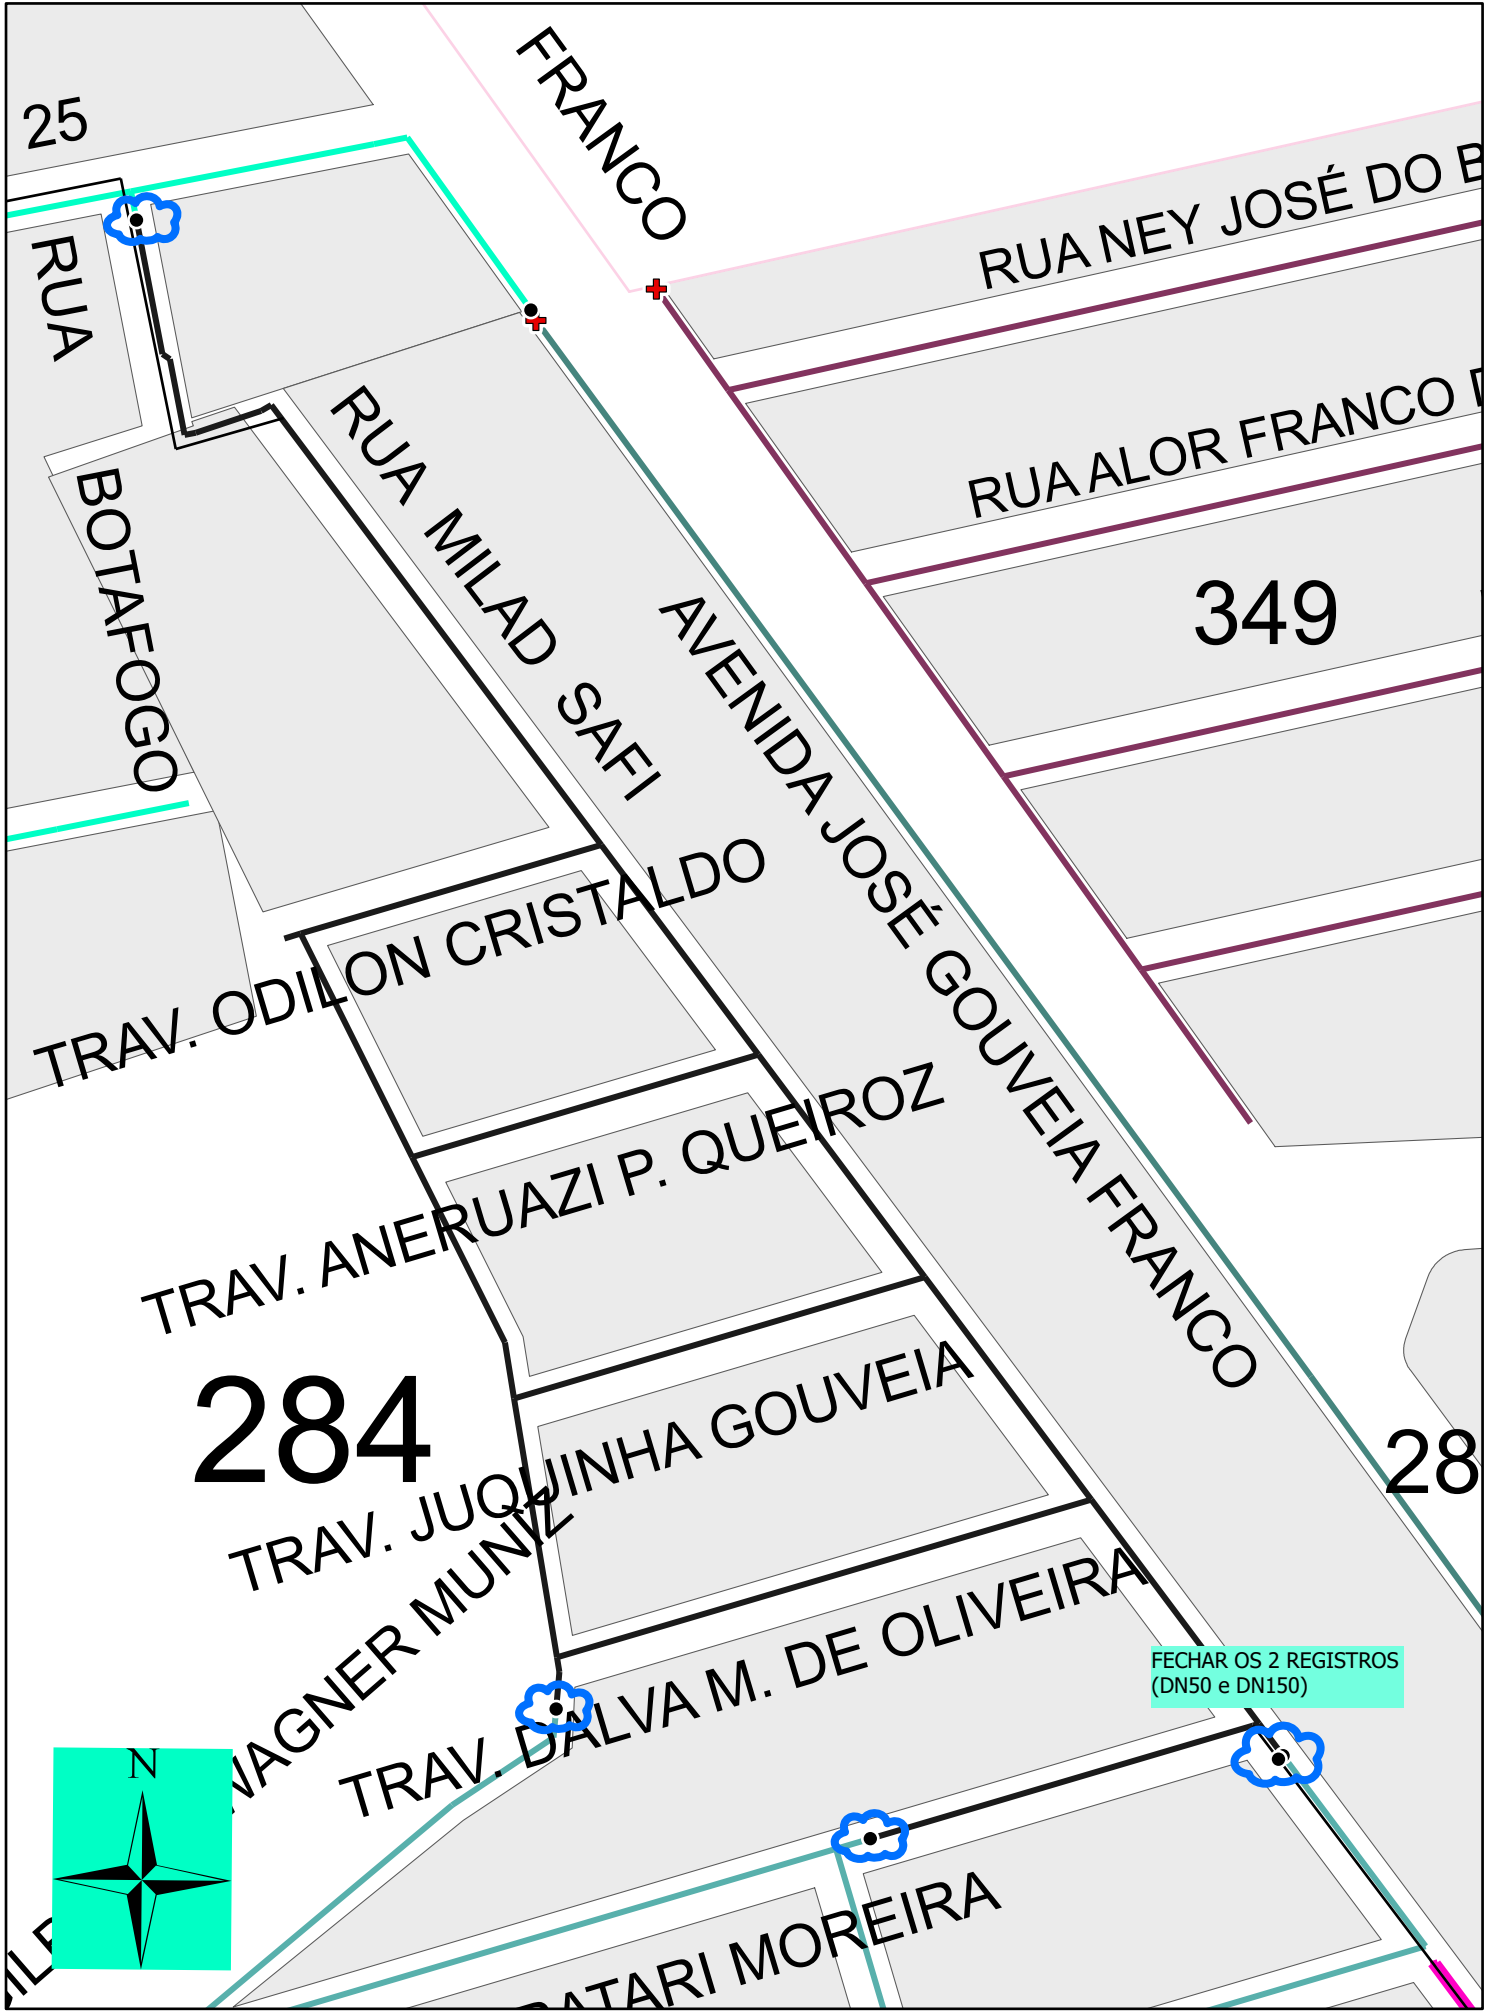 25
FRANCO
RUA NEY JOSÉ DO B
RUA
BOTAFOGO
RUA MILAD SAFI
RUA ALOR FRANCO
349
AVENIDA JOSÉ GOUVEIA FRANCO
TRAV. ODILON CRISTALDO
TRAV. ANERUAZI P. QUEIROZ
284
TRAV. JUQUINHA GOUVEIA
28
WAGNER MUNIZ
TRAV. DALVA M. DE OLIVEIRA
FECHAR OS 2 REGISTROS
(DN50 e DN150)
N
MOREIRA